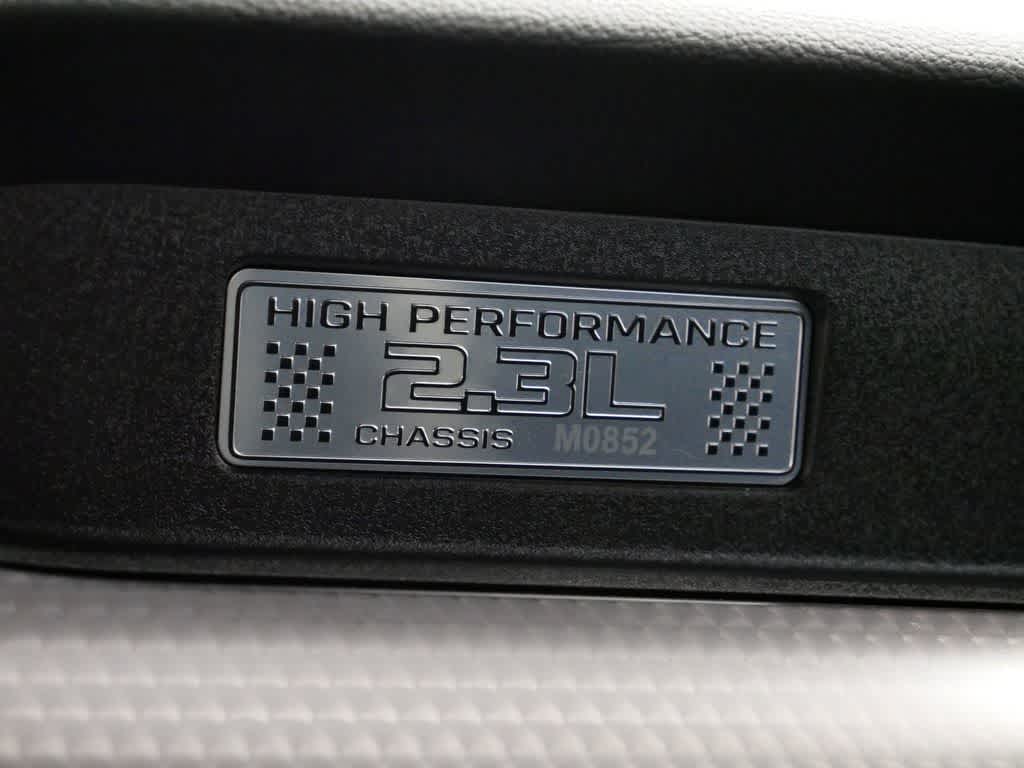 HIGH PERFORMANCE
2.3L
CHASSIS M0852